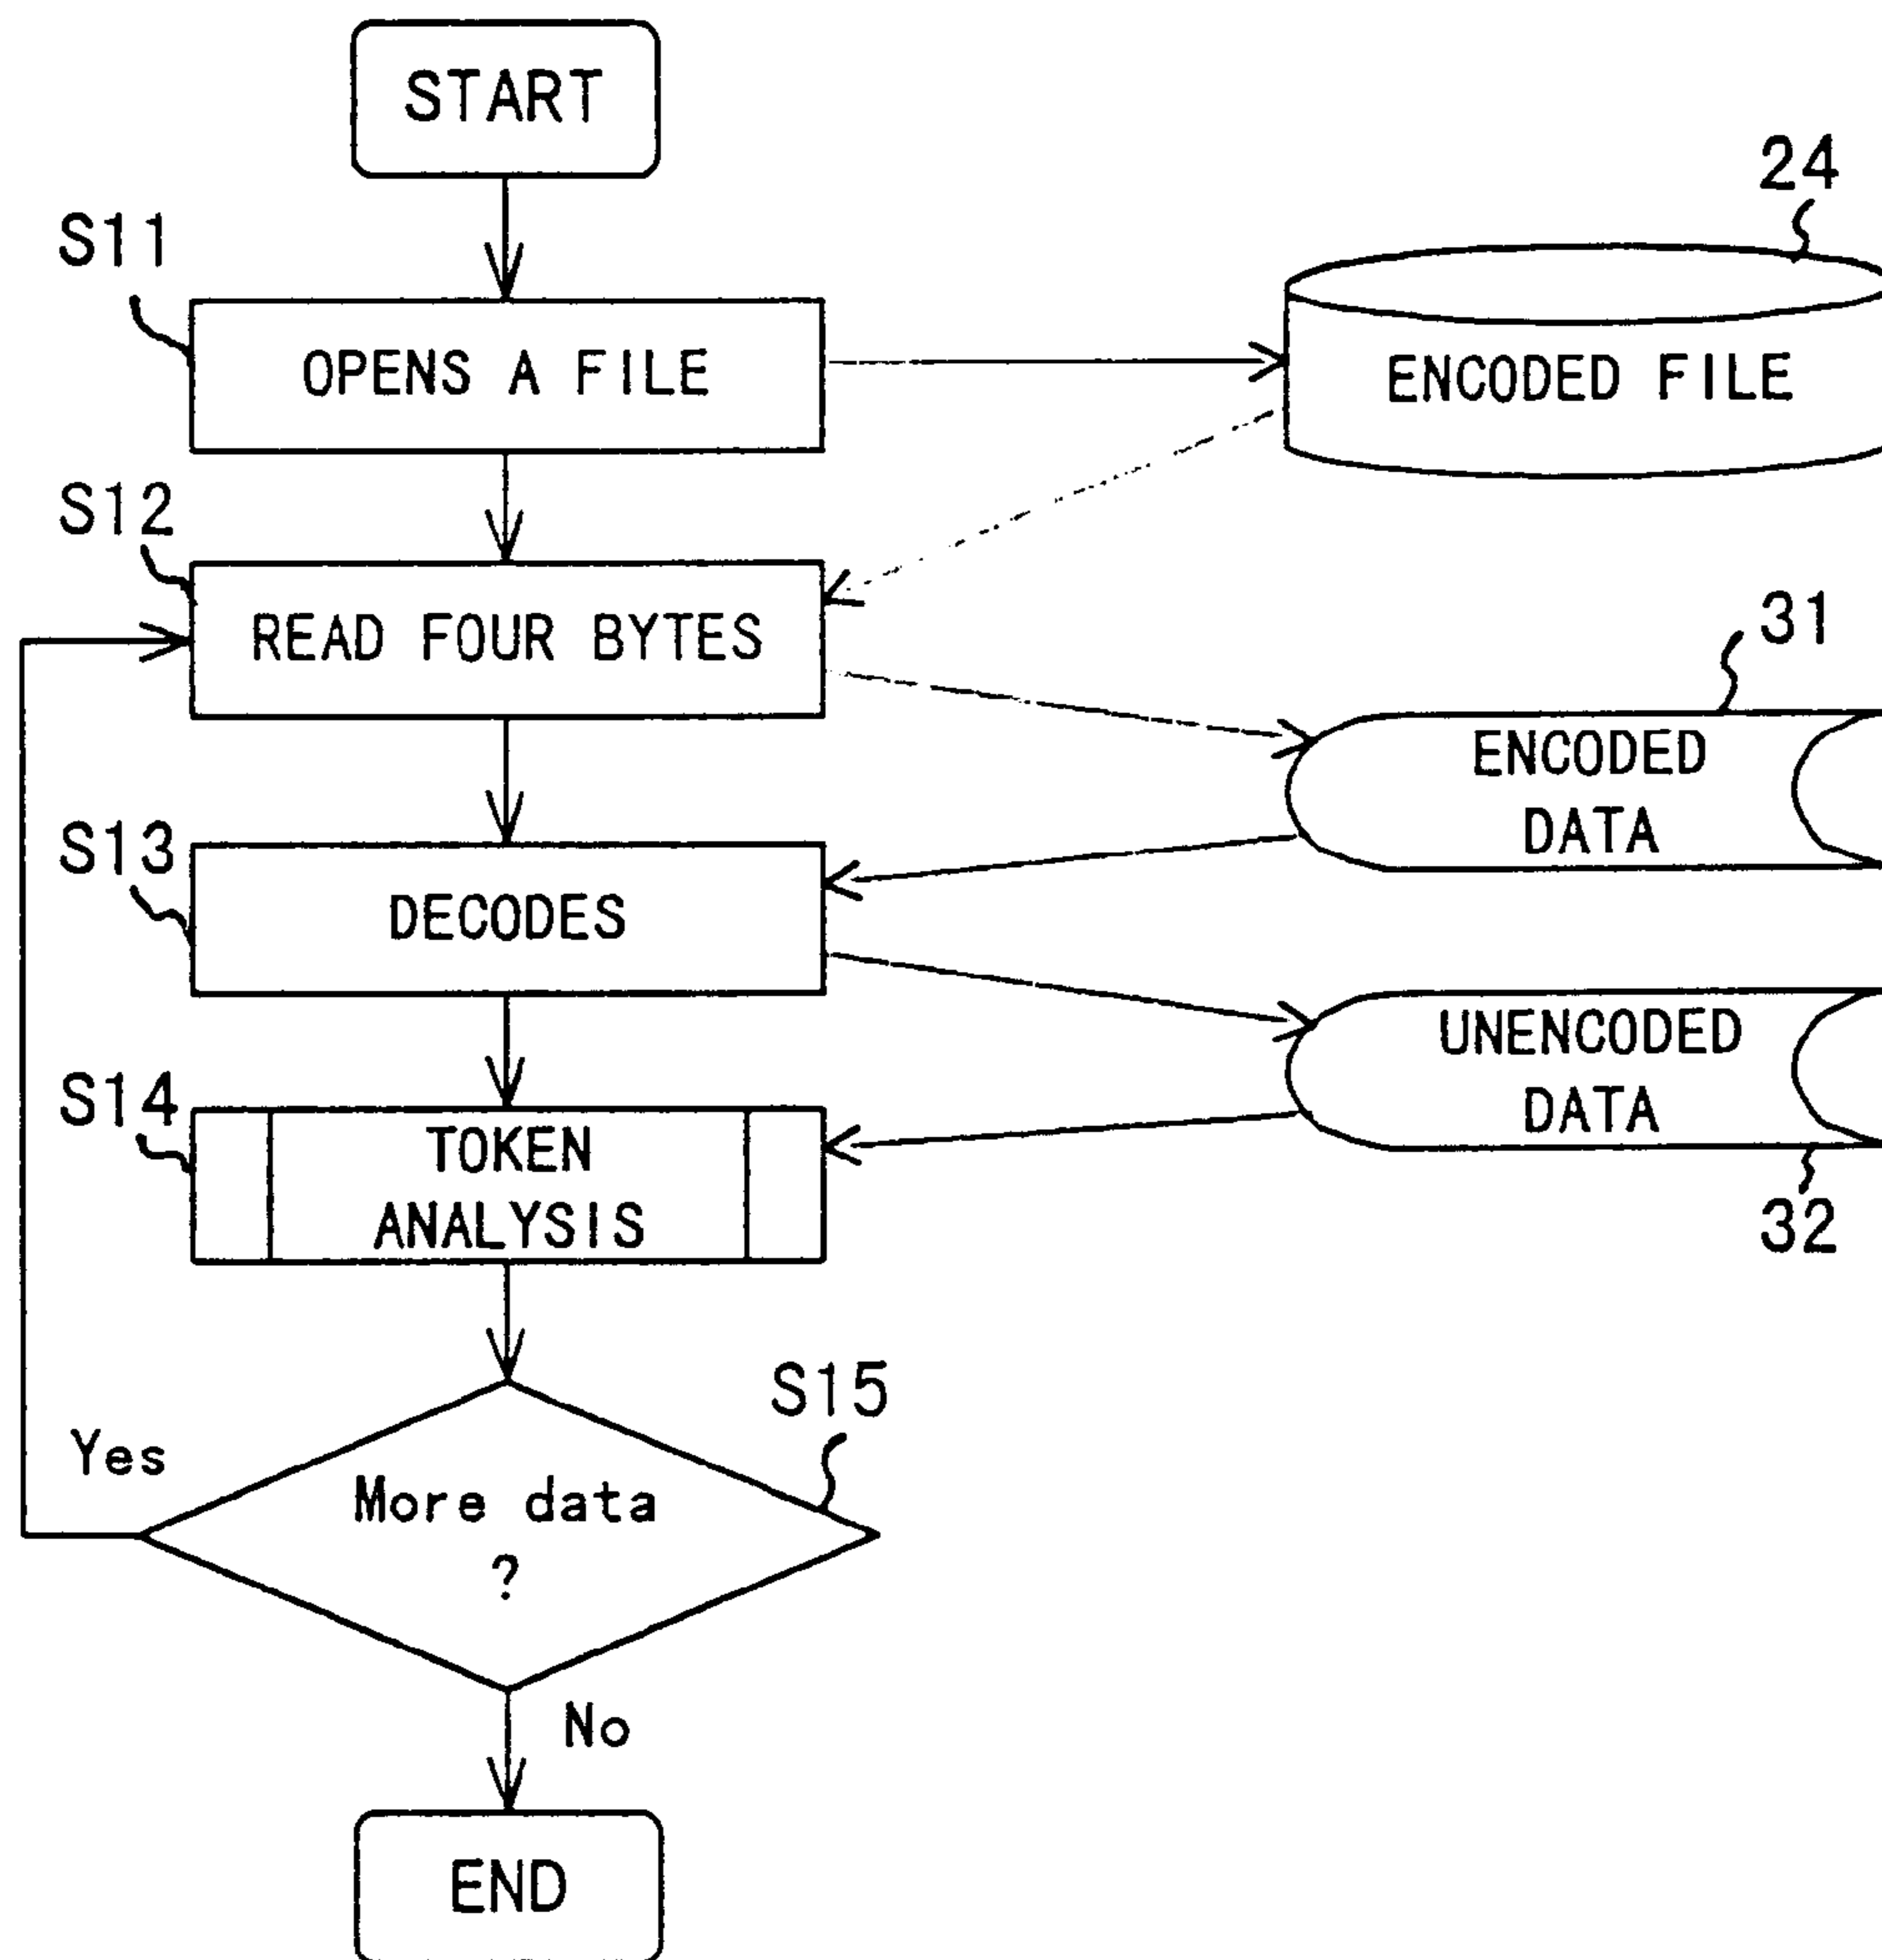 START
24
S11
OPENS A FILE
ENCODED FILE
S12
READ FOUR BYTES
31
ENCODED
DATA
S13
DECODES
UNENCODED
DATA
S14
TOKEN
ANALYSIS
32
S15
Yes
More data
?
No
END